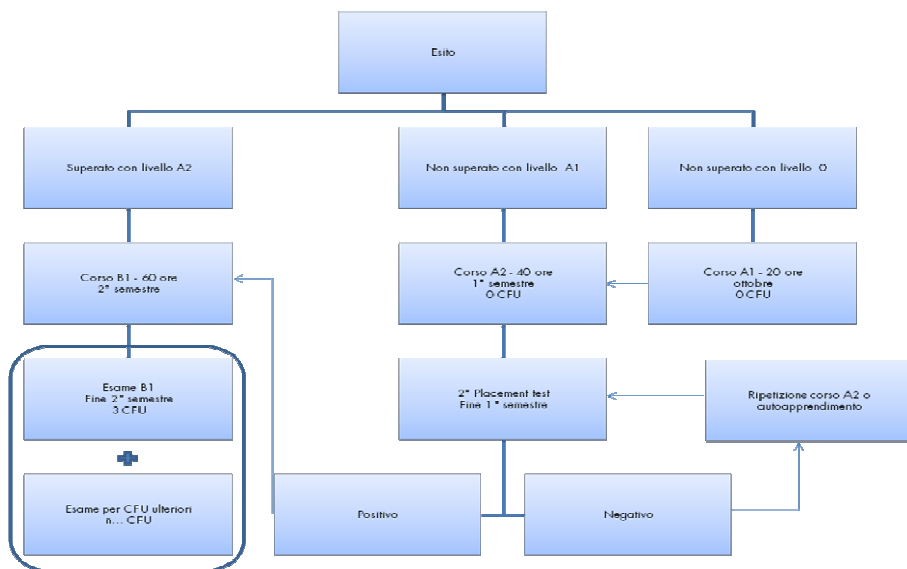 Esito
Superato con livello A2
Non superato con livello A1
Non superato con livello 0
Corso B1 - 60 ore
2° semestre
Corso A2 - 40 ore
1° semestre
0 CFU
Corso A1 - 20 ore
ottobre
0 CFU
Esame B1
Fine 2° semestre
3 CFU
2° Placement test
Fine 1° semestre
Ripetizione corso A2 o
autoapprendimento
Esame per CFU ulteriori
n... CFU
Positivo
Negativo